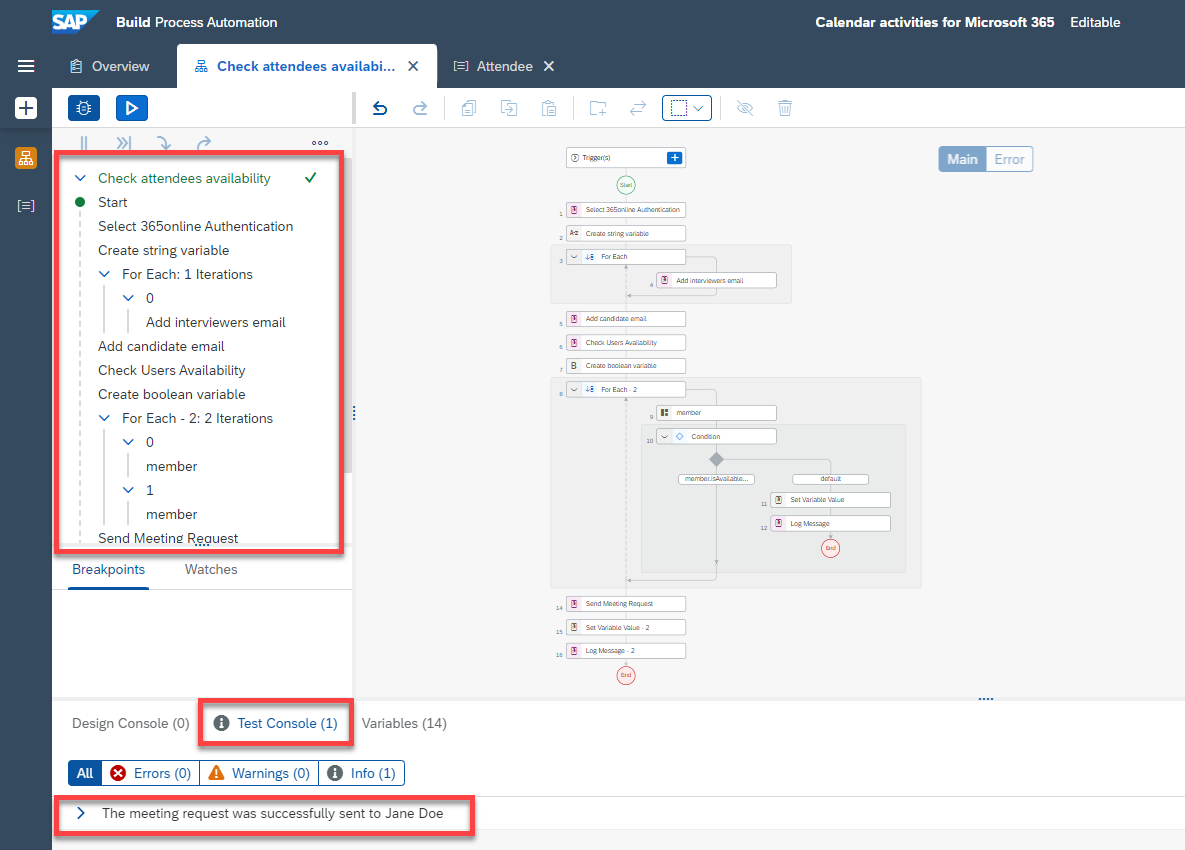 SAP Build Process Automation
Calendar activities for Microsoft 365 Editable
Overview
Check attendees availabi...
Attendee
Check attendees availability
Start
Select 365online Authentication
Create string variable
For Each: 1 Iterations
0
Add interviewers email
Add candidate email
Check Users Availability
Create boolean variable
For Each - 2: 2 Iterations
0
member
1
member
Send Meeting Request
Breakpoints
Watches
Trigger(s)
Start
1 Select 365online Authentication
2 Create string variable
3 For Each
4 Add interviewers email
5 Add candidate email
6 Check Users Availability
7 B Create boolean variable
8 For Each - 2
9 member
10 Condition
member.isAvailable...
default
11 Set Variable Value
12 Log Message
End
14 Send Meeting Request
15 Set Variable Value - 2
16 Log Message - 2
End
Main Error
Design Console (0)
Test Console (1)
Variables (14)
All
Errors (0)
Warnings (0)
Info (1)
The meeting request was successfully sent to Jane Doe